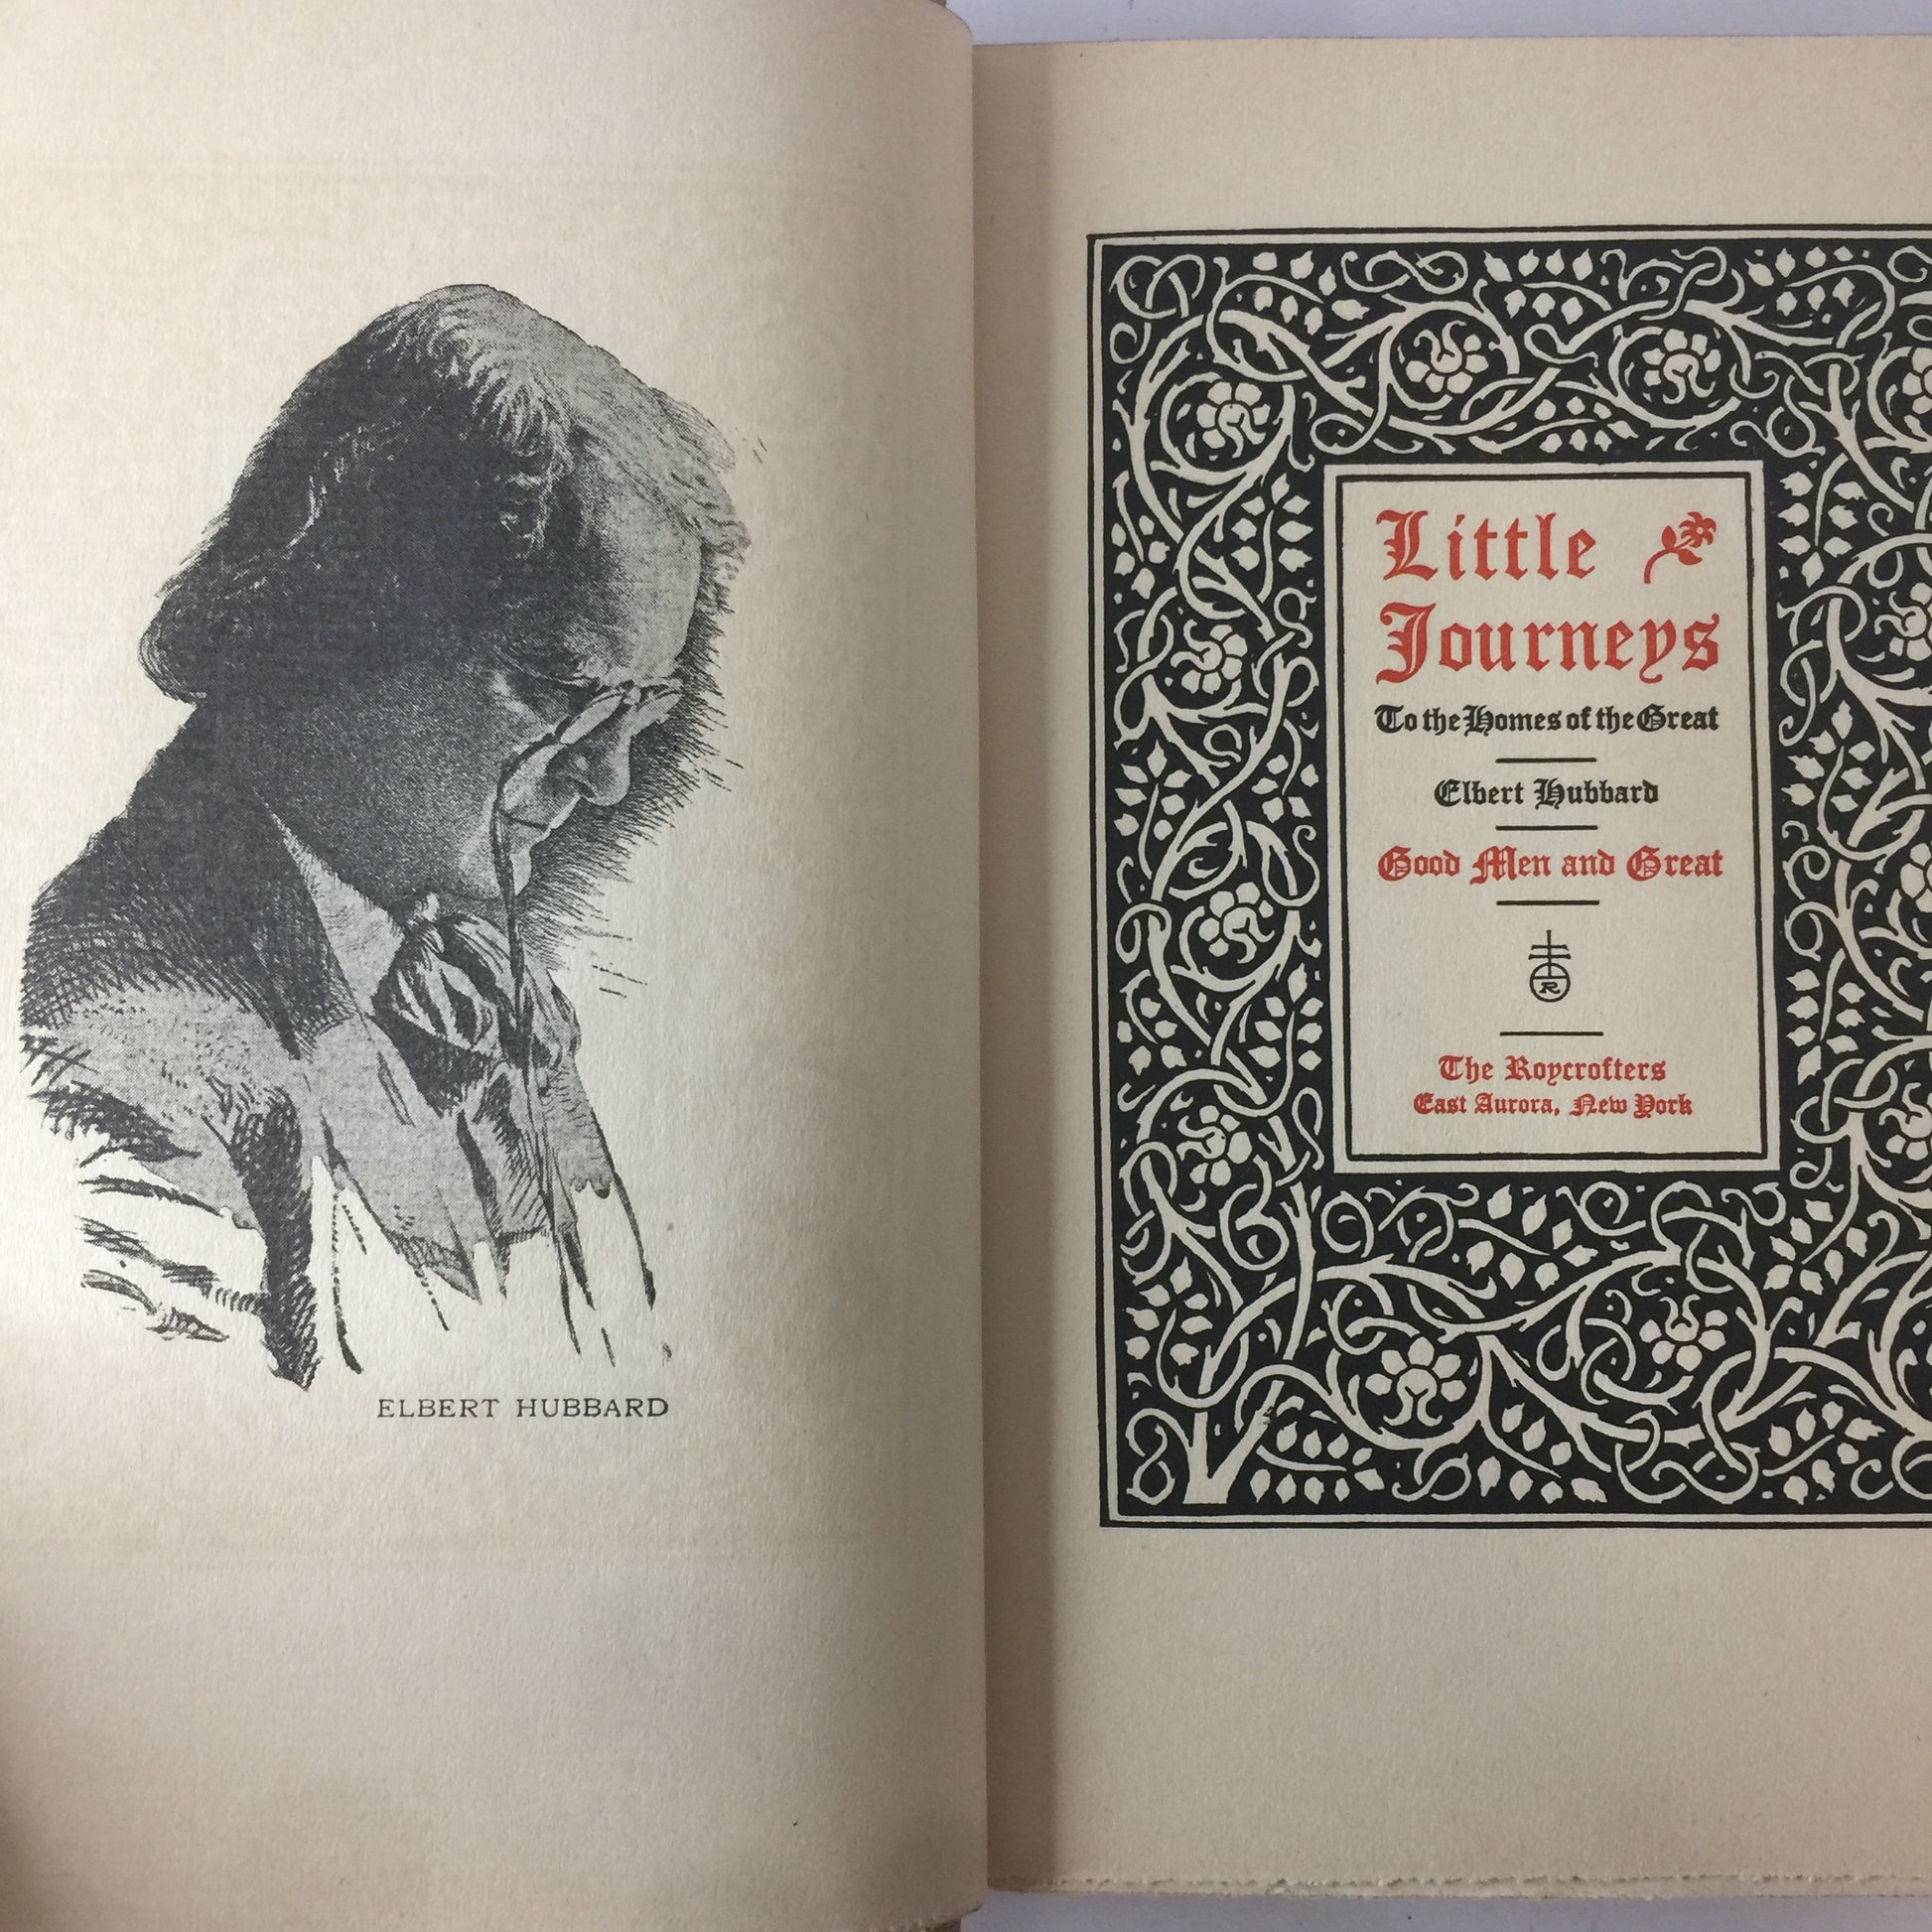 ELBERT HUBBARD
Little
Journeys
To the Homes of the Great
Elbert Hubbard
Good Men and Great
R
The Roycrofters
East Aurora, New York